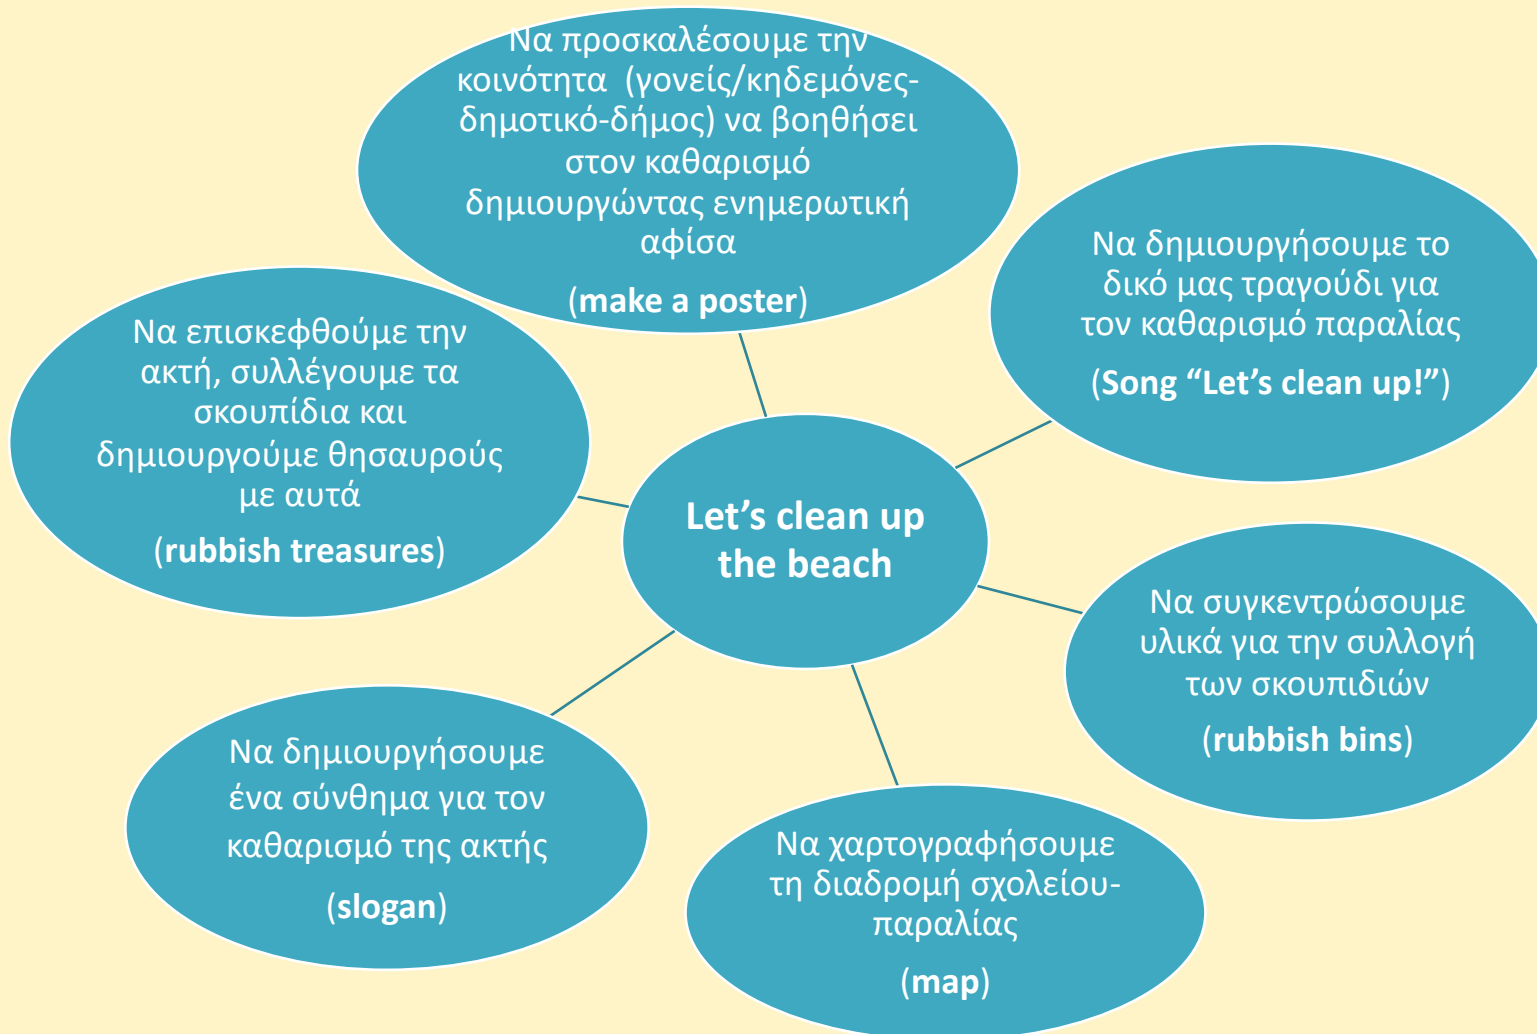 Να προσκαλέσουμε την
κοινότητα  (γονείς/κηδεμόνες-
δημοτικό-δήμος) να βοηθήσει
στον καθαρισμό
δημιουργώντας ενημερωτική
αφίσα
(make a poster)
Να δημιουργήσουμε το
δικό μας τραγούδι για
τον καθαρισμό παραλίας
(Song “Let’s clean up!”)
Να επισκεφθούμε την
ακτή, συλλέγουμε τα
σκουπίδια και
δημιουργούμε θησαυρούς
με αυτά
(rubbish treasures)
Let’s clean up
the beach
Να συγκεντρώσουμε
υλικά για την συλλογή
των σκουπιδιών
(rubbish bins)
Να δημιουργήσουμε
ένα σύνθημα για τον
καθαρισμό της ακτής
(slogan)
Να χαρτογραφήσουμε
τη διαδρομή σχολείου-
παραλίας
(map)